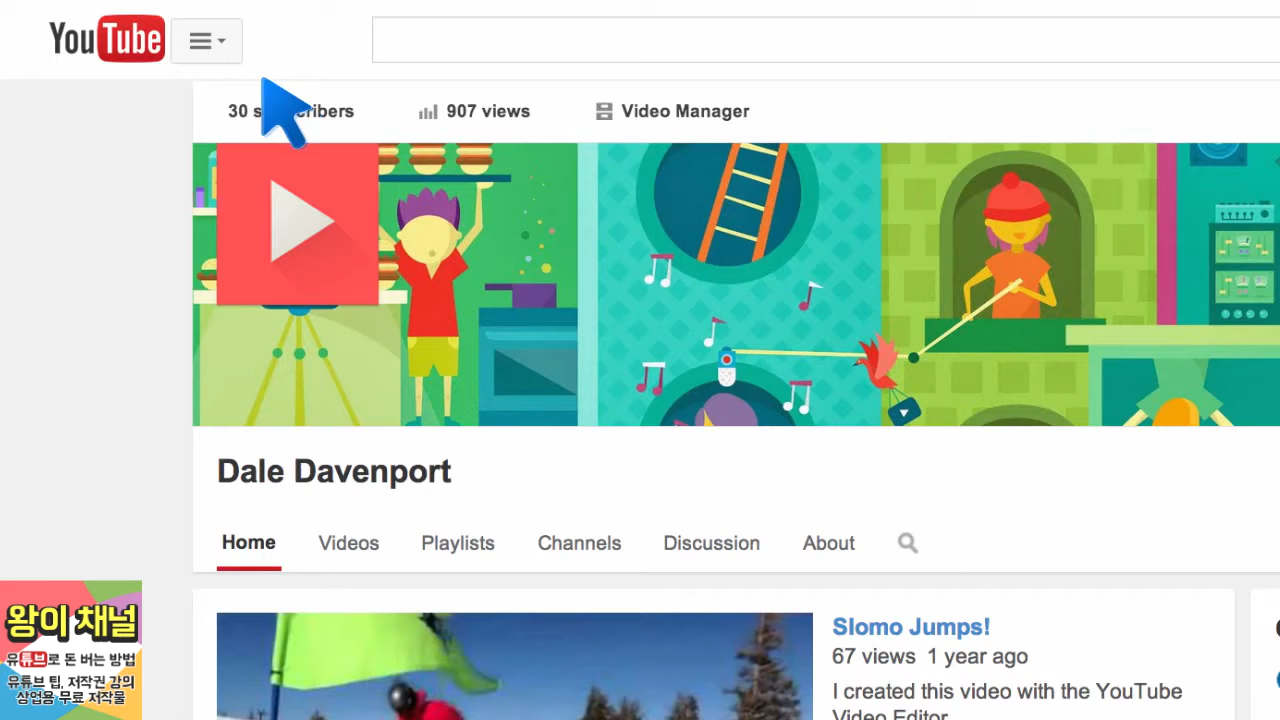 YouTube
30 subscribers 907 views Video Manager
Dale Davenport
Home Videos Playlists Channels Discussion About
Slomo Jumps!
67 views 1 year ago
I created this video with the YouTube
Video Editor
왕이 채널
유튜브로 돈 버는 방법
유튜브 팁, 저작권 강의
상업용 무료 저작물